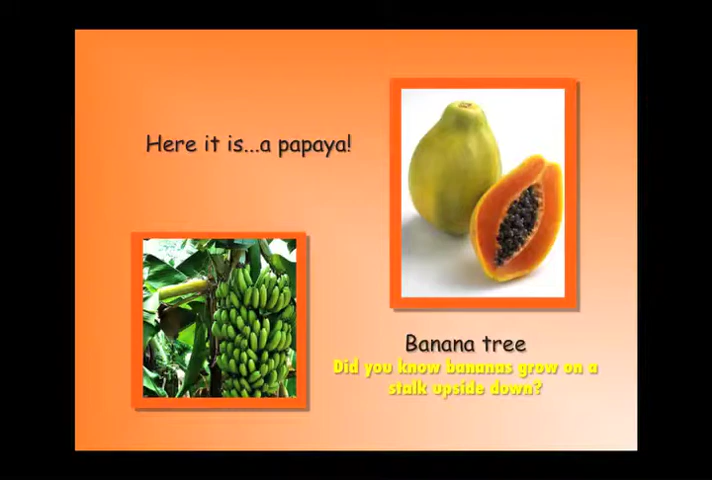 Here it is...a papaya!
Banana tree
Did you know bananas grow on a
stalk upside down?